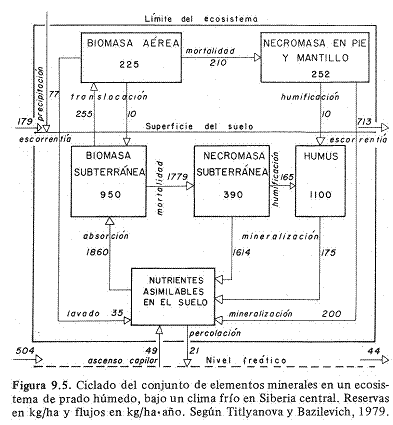 Límite del ecosistema
BIOMASA AÉREA
225
mortalidad
210
NECROMASA EN PIE
Y MANTILLO
252
precipitación
77
translocación
255
10
humificación
10
179
escorrentía
Superficie del suelo
713
escorrentía
BIOMASA
SUBTERRÁNEA
950
mortalidad
1779
NECROMASA
SUBTERRÁNEA
390
humificación
165
HUMUS
1100
absorción
1860
mineralización
1614
175
NUTRIENTES
ASIMILABLES
EN EL SUELO
lavado
35
mineralización
200
percolación
504
49
21
44
ascenso capilar
Nivel freático
Figura 9.5. Ciclado del conjunto de elementos minerales en un ecosis-
tema de prado húmedo, bajo un clima frío en Siberia central. Reservas
en kg/ha y flujos en kg/ha·año. Según Titlyanova y Bazilevich, 1979.